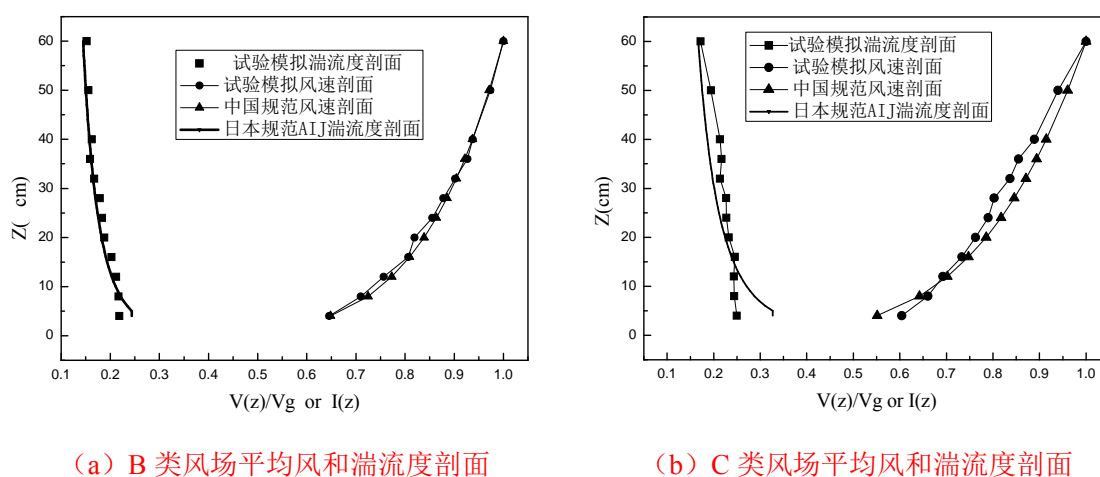 60
50
40
30
20
10
0
Z( cm)
0.1 0.2 0.3 0.4 0.5 0.6 0.7 0.8 0.9 1.0
V(z)/Vg or I(z)
试验模拟湍流度剖面
试验模拟风速剖面
中国规范风速剖面
日本规范AIJ湍流度剖面
（a）B 类风场平均风和湍流度剖面
60
50
40
30
20
10
0
Z(cm)
0.1 0.2 0.3 0.4 0.5 0.6 0.7 0.8 0.9 1.0
V(z)/Vg or I(z)
试验模拟湍流度剖面
试验模拟风速剖面
中国规范风速剖面
日本规范AIJ湍流度剖面
（b）C 类风场平均风和湍流度剖面